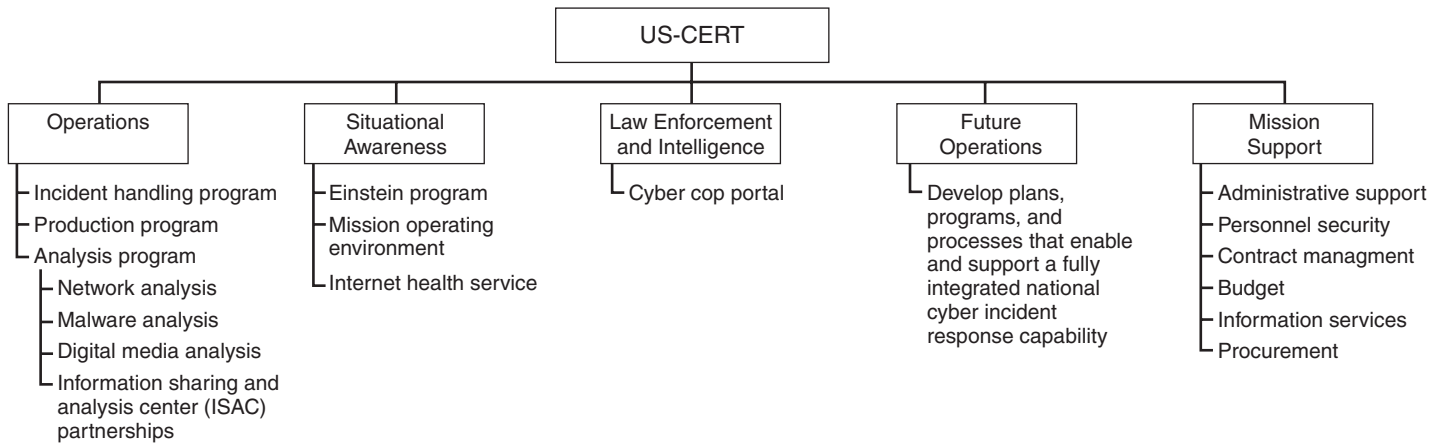 US-CERT
Operations
Incident handling program
Production program
Analysis program
Network analysis
Malware analysis
Digital media analysis
Information sharing and
analysis center (ISAC)
partnerships
Situational
Awareness
Einstein program
Mission operating
environment
Internet health service
Law Enforcement
and Intelligence
Cyber cop portal
Future
Operations
Develop plans,
programs, and
processes that enable
and support a fully
integrated national
cyber incident
response capability
Mission
Support
Administrative support
Personnel security
Contract managment
Budget
Information services
Procurement